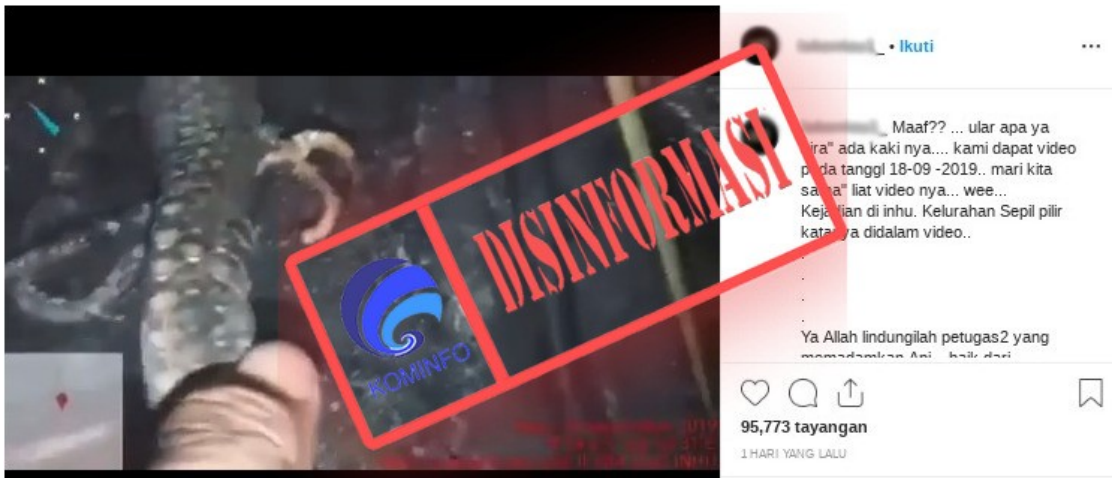 • Ikuti
Maaf?? ... ular apa ya
ada kaki nya.... kami dapat video
tanggl 18-09 -2019.. mari kita
liat video nya... wee...
di inhu. Kelurahan Sepil pilir
didalam video..
.
.
.
.
Ya Allah lindungilah petugas2 yang
DISINFORMASI
KOMINFO
95,773 tayangan
1 HARI YANG LALU